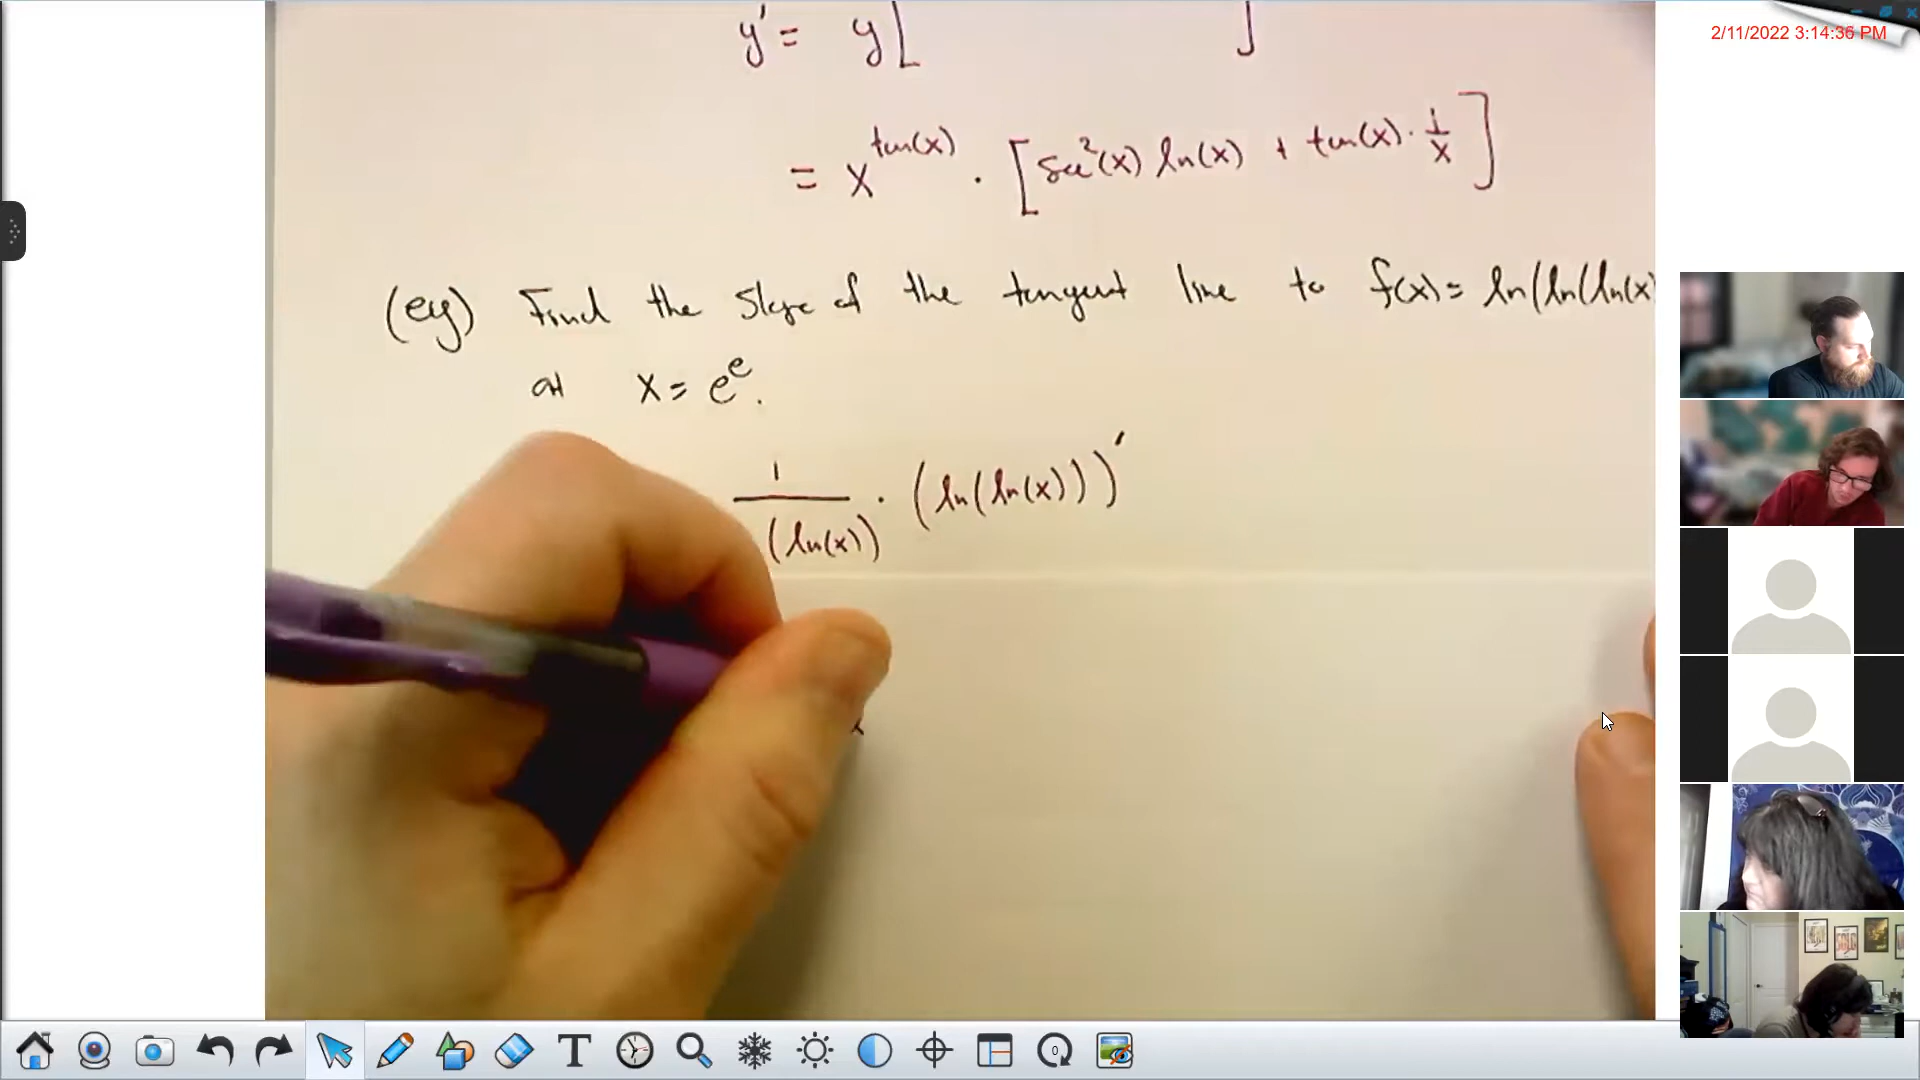 2/11/2022 3:14:36 PM
y' = y[ ]
= x^tan(x) · [sec²(x) ln(x) + tan(x) · 1/x]
(eg) Find the slope of the tangent line to f(x) = ln(ln(ln(x)
at x = e^e.
1/(ln(x)) · (ln(ln(x)))'
x
T
0